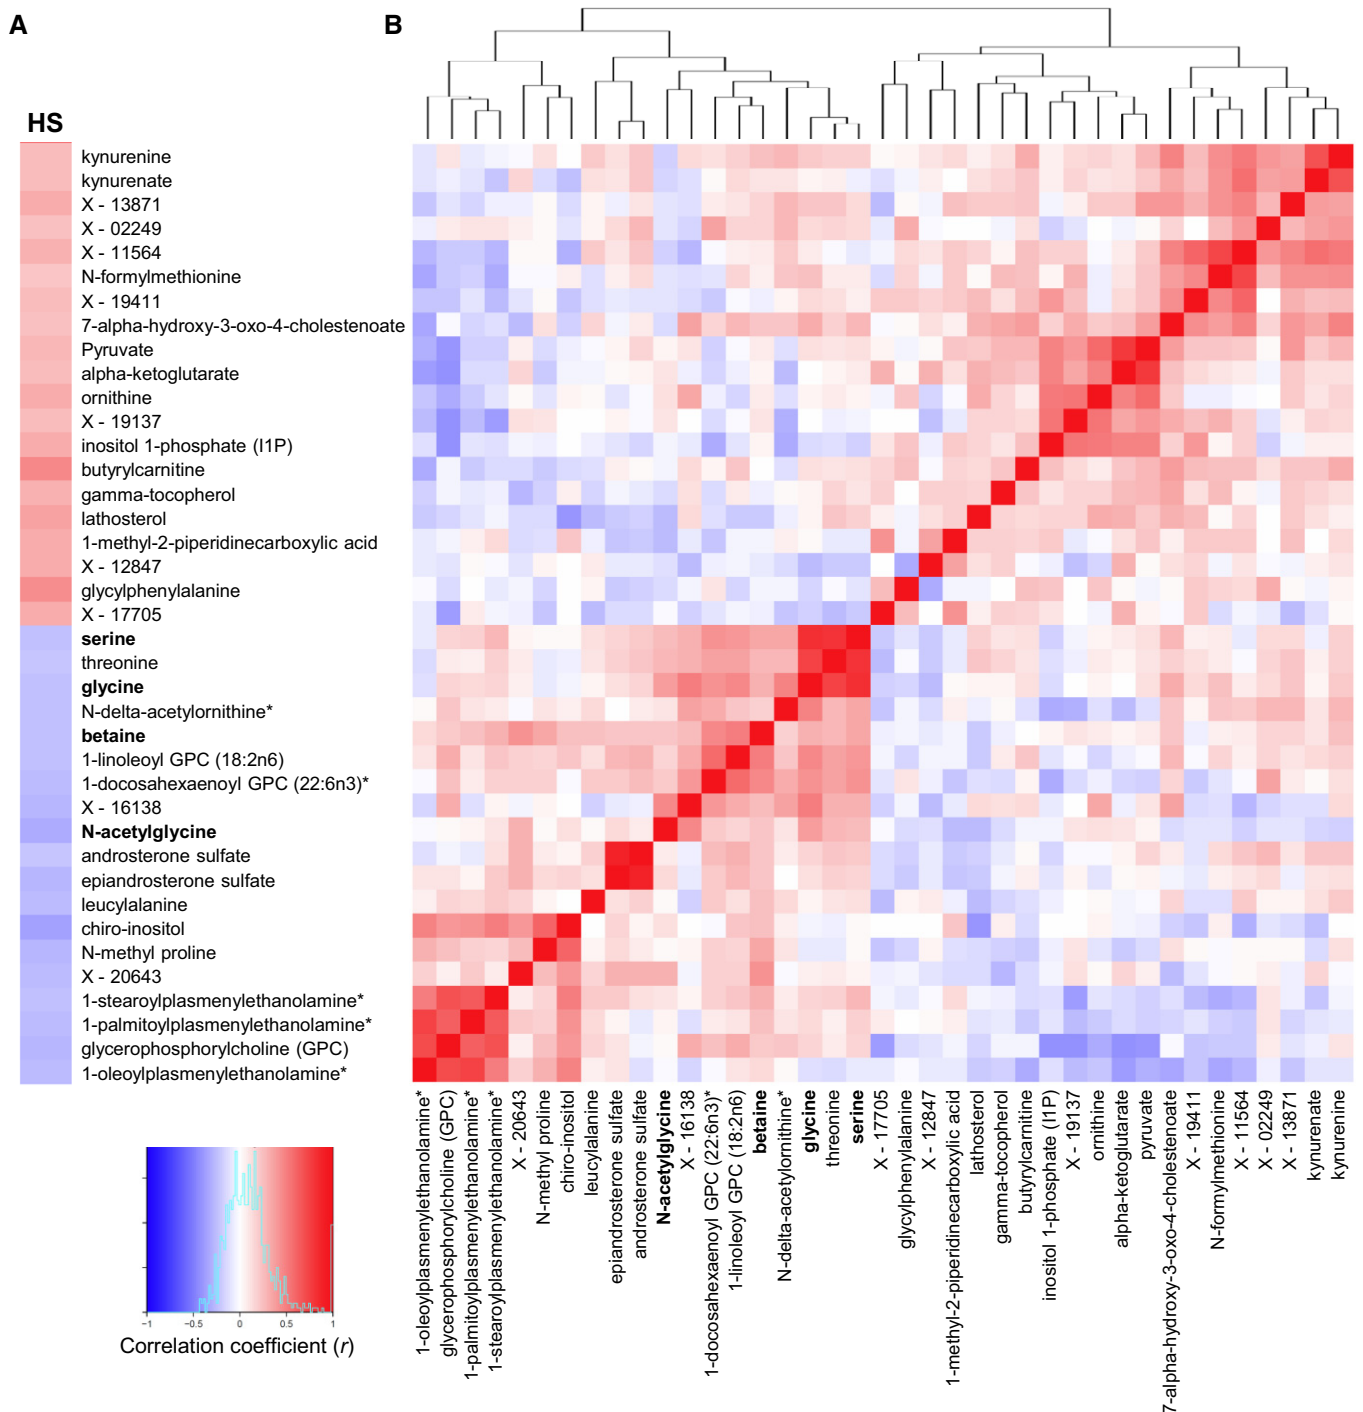 A
B
HS
kynurenine
kynurenate
X - 13871
X - 02249
X - 11564
N-formylmethionine
X - 19411
7-alpha-hydroxy-3-oxo-4-cholestenoate
Pyruvate
alpha-ketoglutarate
ornithine
X - 19137
inositol 1-phosphate (I1P)
butyrylcarnitine
gamma-tocopherol
lathosterol
1-methyl-2-piperidinecarboxylic acid
X - 12847
glycylphenylalanine
X - 17705
serine
threonine
glycine
N-delta-acetylornithine*
betaine
1-linoleoyl GPC (18:2n6)
1-docosahexaenoyl GPC (22:6n3)*
X - 16138
N-acetylglycine
androsterone sulfate
epiandrosterone sulfate
leucylalanine
chiro-inositol
N-methyl proline
X - 20643
1-stearoylplasmenylethanolamine*
1-palmitoylplasmenylethanolamine*
glycerophosphorylcholine (GPC)
1-oleoylplasmenylethanolamine*
1-oleoylplasmenylethanolamine*
glycerophosphorylcholine (GPC)
1-palmitoylplasmenylethanolamine*
1-stearoylplasmenylethanolamine*
X - 20643
N-methyl proline
chiro-inositol
leucylalanine
epiandrosterone sulfate
androsterone sulfate
N-acetylglycine
X - 16138
1-docosahexaenoyl GPC (22:6n3)*
1-linoleoyl GPC (18:2n6)
betaine
N-delta-acetylornithine*
glycine
threonine
serine
X - 17705
glycylphenylalanine
X - 12847
1-methyl-2-piperidinecarboxylic acid
lathosterol
gamma-tocopherol
butyrylcarnitine
inositol 1-phosphate (I1P)
X - 19137
ornithine
alpha-ketoglutarate
pyruvate
7-alpha-hydroxy-3-oxo-4-cholestenoate
X - 19411
N-formylmethionine
X - 11564
X - 02249
X - 13871
kynurenate
kynurenine
−1 −0.5 0 0.5 1
Correlation coefficient (r)